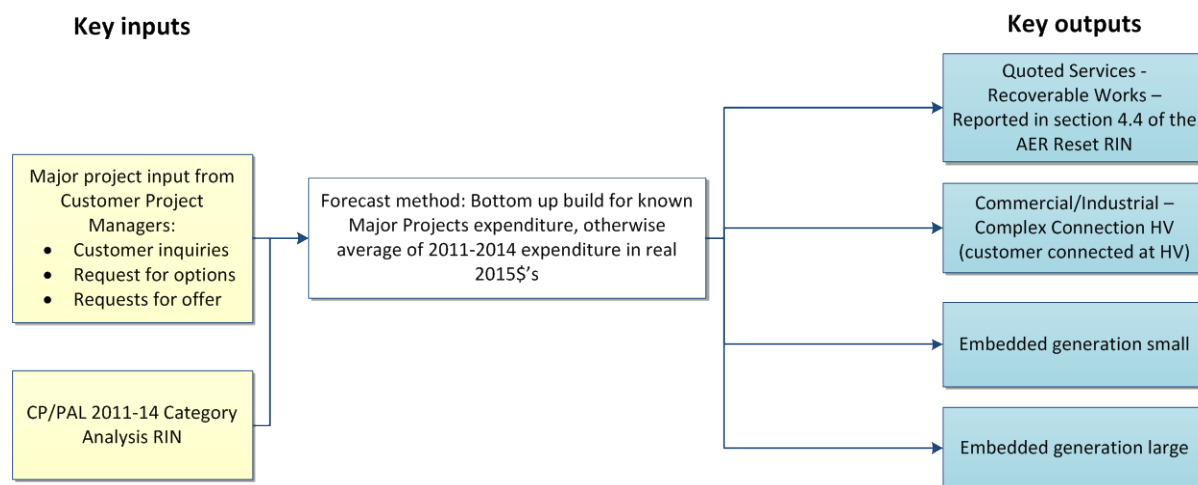 Key inputs
Major project input from
Customer Project
Managers:
• Customer inquiries
• Request for options
• Requests for offer
CP/PAL 2011-14 Category
Analysis RIN
Forecast method: Bottom up build for known
Major Projects expenditure, otherwise
average of 2011-2014 expenditure in real
2015$'s
Key outputs
Quoted Services -
Recoverable Works –
Reported in section 4.4 of the
AER Reset RIN
Commercial/Industrial –
Complex Connection HV
(customer connected at HV)
Embedded generation small
Embedded generation large